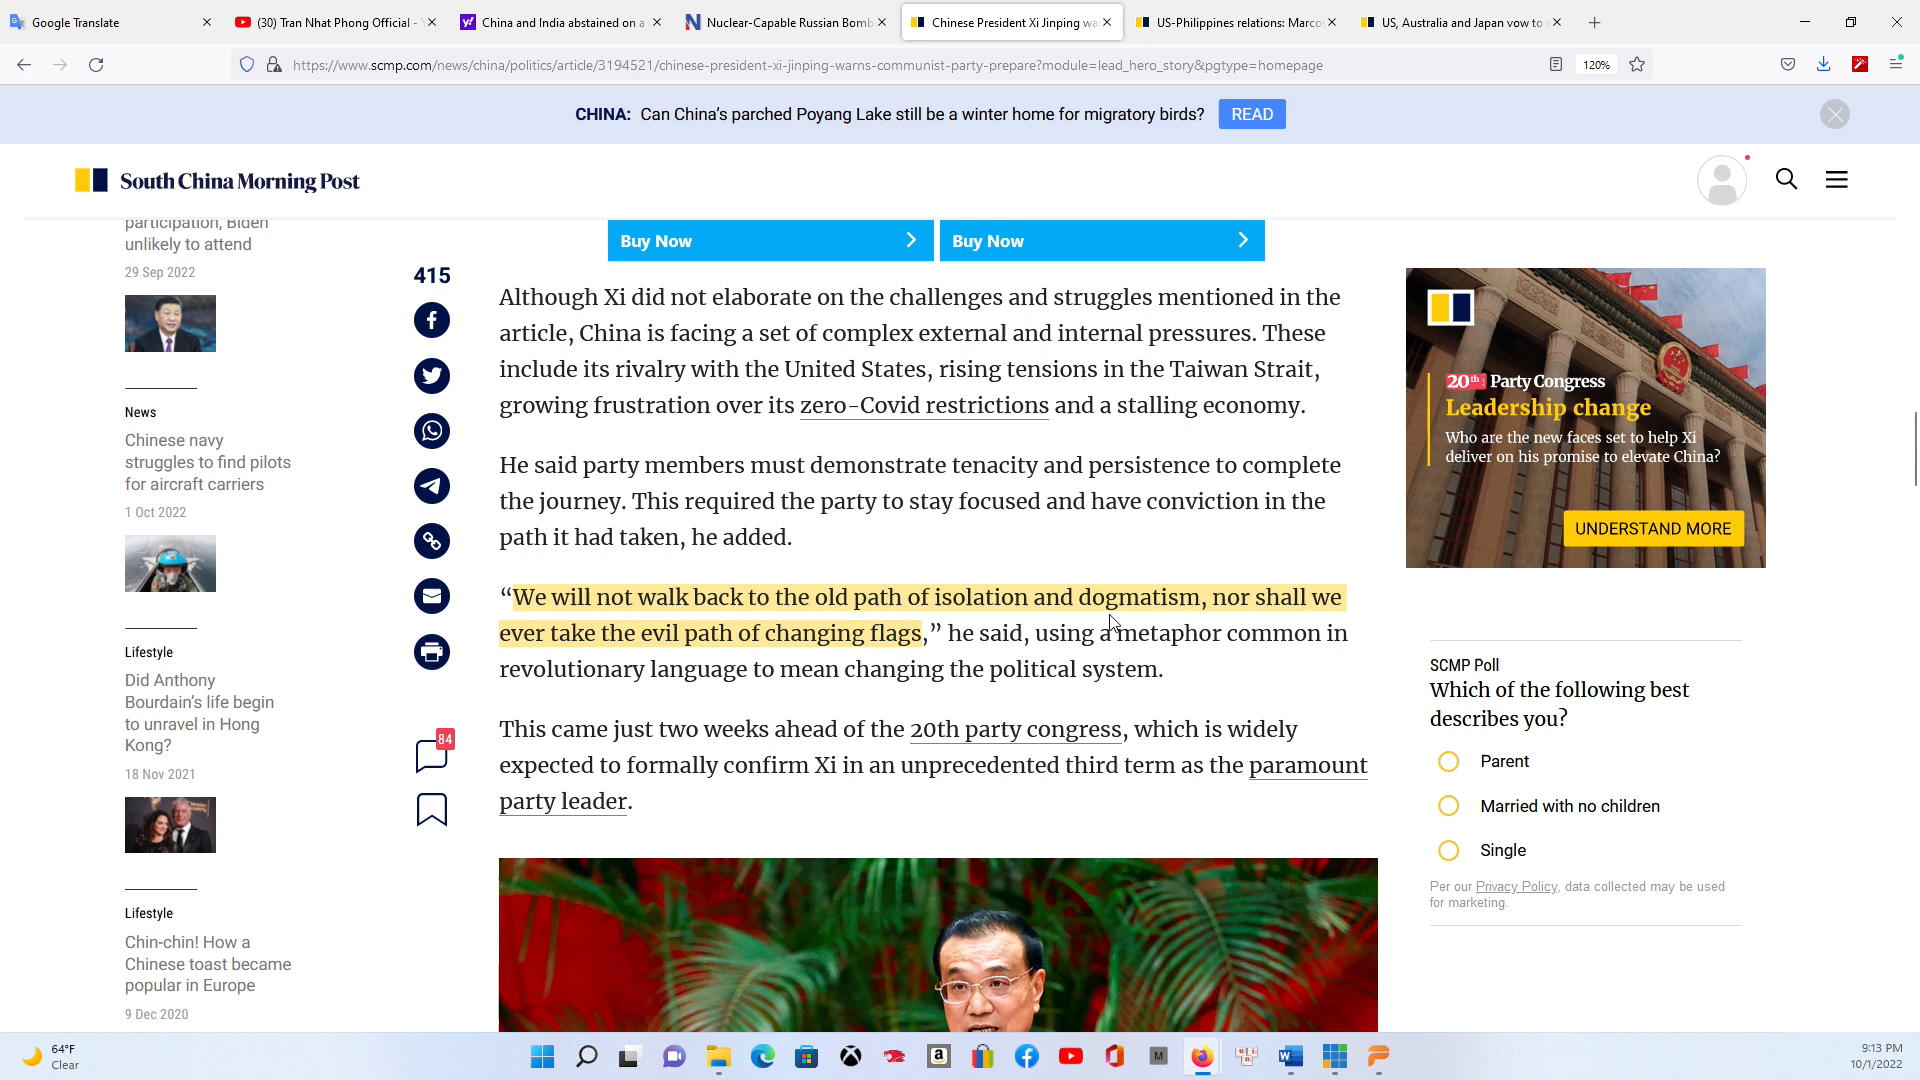 Google Translate
(30) Tran Nhat Phong Official -
China and India abstained on a
Nuclear-Capable Russian Bomb
Chinese President Xi Jinping wa
US-Philippines relations: Marco
US, Australia and Japan vow to
https://www.scmp.com/news/china/politics/article/3194521/chinese-president-xi-jinping-warns-communist-party-prepare?module=lead_hero_story&pgtype=homepage
120%
CHINA: Can China's parched Poyang Lake still be a winter home for migratory birds? READ
South China Morning Post
participation, Biden
unlikely to attend
29 Sep 2022
News
Chinese navy
struggles to find pilots
for aircraft carriers
1 Oct 2022
Lifestyle
Did Anthony
Bourdain's life begin
to unravel in Hong
Kong?
18 Nov 2021
Lifestyle
Chin-chin! How a
Chinese toast became
popular in Europe
9 Dec 2020
415
84
Buy Now
Buy Now
Although Xi did not elaborate on the challenges and struggles mentioned in the
article, China is facing a set of complex external and internal pressures. These
include its rivalry with the United States, rising tensions in the Taiwan Strait,
growing frustration over its zero-Covid restrictions and a stalling economy.
He said party members must demonstrate tenacity and persistence to complete
the journey. This required the party to stay focused and have conviction in the
path it had taken, he added.
“We will not walk back to the old path of isolation and dogmatism, nor shall we
ever take the evil path of changing flags,” he said, using a metaphor common in
revolutionary language to mean changing the political system.
This came just two weeks ahead of the 20th party congress, which is widely
expected to formally confirm Xi in an unprecedented third term as the paramount
party leader.
20th Party Congress
Leadership change
Who are the new faces set to help Xi
deliver on his promise to elevate China?
UNDERSTAND MORE
SCMP Poll
Which of the following best
describes you?
Parent
Married with no children
Single
Per our Privacy Policy, data collected may be used
for marketing.
64°F
Clear
9:13 PM
10/1/2022